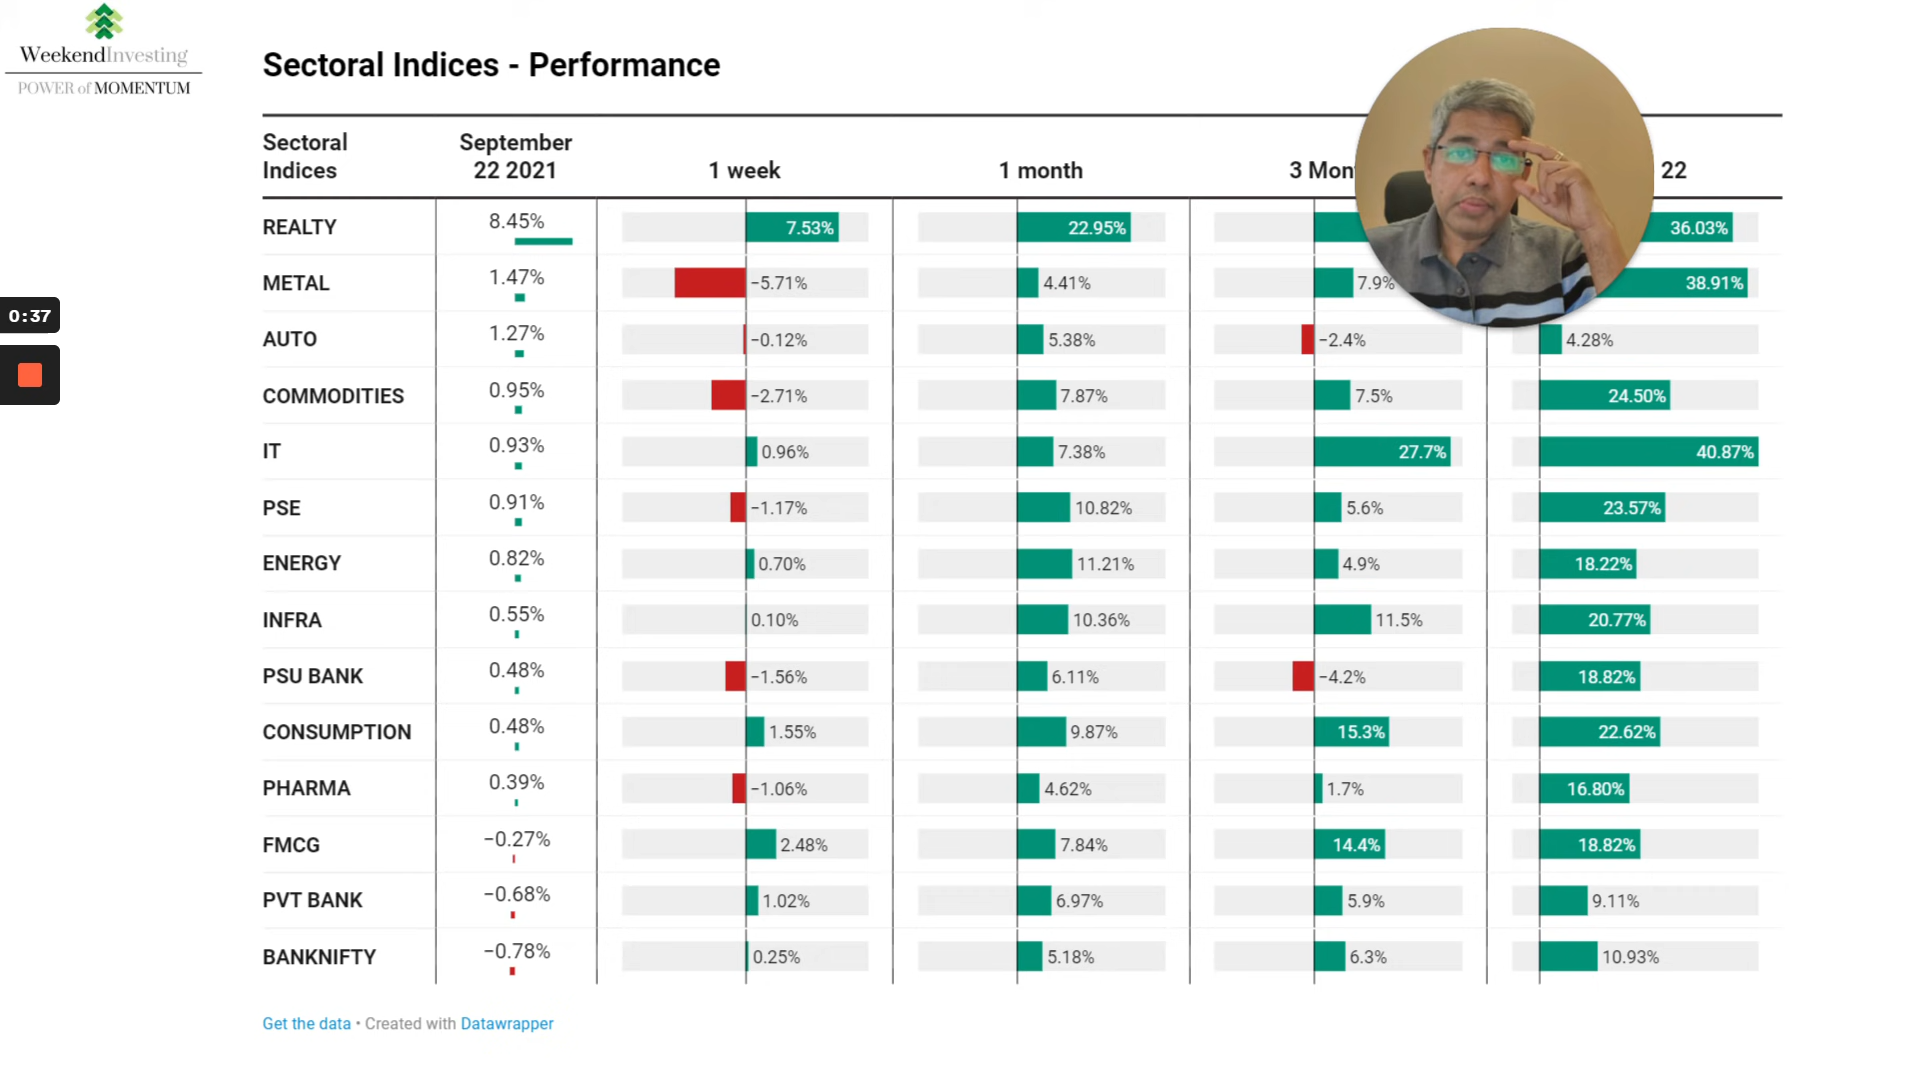 WeekendInvesting
POWER of MOMENTUM
Sectoral Indices - Performance
Sectoral Indices
September 22 2021
1 week
1 month
3 Mon
22
REALTY 8.45% 7.53% 22.95% 36.03%
METAL 1.47% −5.71% 4.41% 7.9% 38.91%
0:37
AUTO 1.27% −0.12% 5.38% −2.4% 4.28%
COMMODITIES 0.95% −2.71% 7.87% 7.5% 24.50%
IT 0.93% 0.96% 7.38% 27.7% 40.87%
PSE 0.91% −1.17% 10.82% 5.6% 23.57%
ENERGY 0.82% 0.70% 11.21% 4.9% 18.22%
INFRA 0.55% 0.10% 10.36% 11.5% 20.77%
PSU BANK 0.48% −1.56% 6.11% −4.2% 18.82%
CONSUMPTION 0.48% 1.55% 9.87% 15.3% 22.62%
PHARMA 0.39% −1.06% 4.62% 1.7% 16.80%
FMCG −0.27% 2.48% 7.84% 14.4% 18.82%
PVT BANK −0.68% 1.02% 6.97% 5.9% 9.11%
BANKNIFTY −0.78% 0.25% 5.18% 6.3% 10.93%
Get the data • Created with Datawrapper